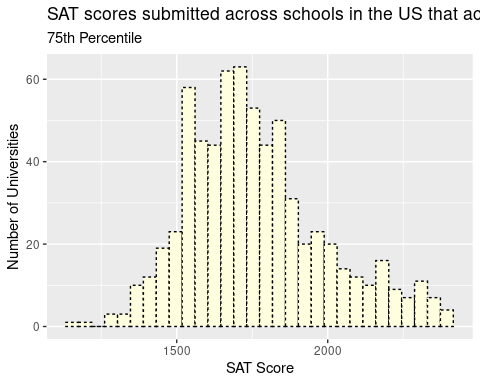 SAT scores submitted across schools in the US that
75th Percentile
60
40
20
0
Number of Universities
1500
2000
SAT Score